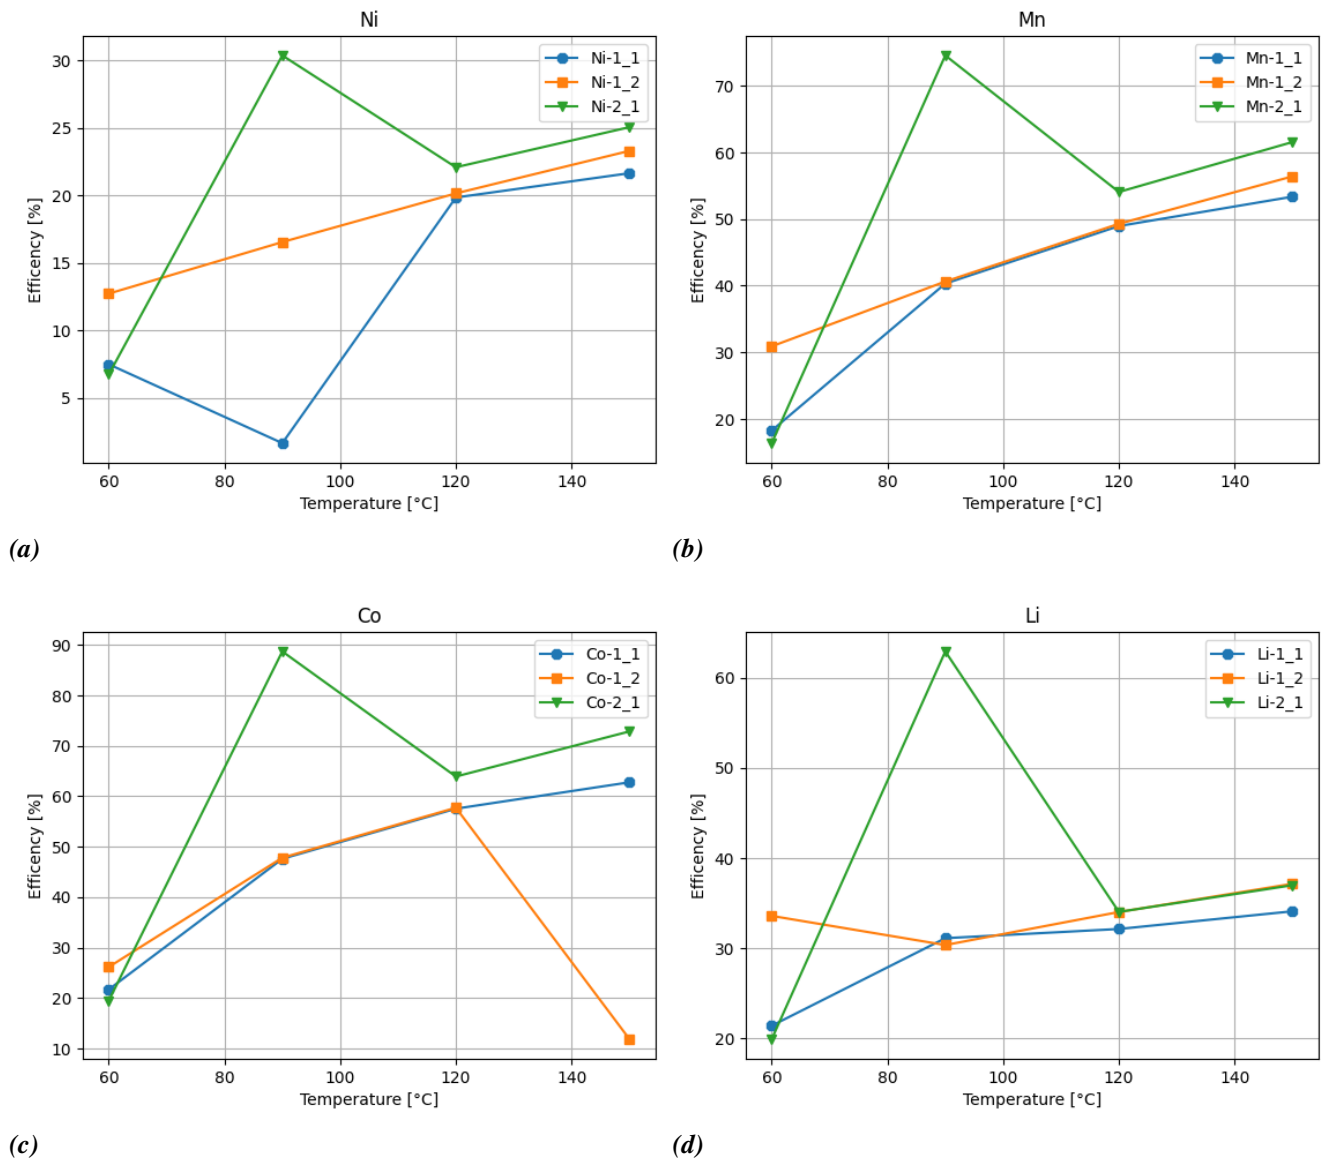 Ni
Efficency [%]
30
25
20
15
10
5
60 80 100 120 140
Temperature [°C]
Ni-1_1
Ni-1_2
Ni-2_1
(a)
Mn
Efficency [%]
70
60
50
40
30
20
60 80 100 120 140
Temperature [°C]
Mn-1_1
Mn-1_2
Mn-2_1
(b)
Co
Efficency [%]
90
80
70
60
50
40
30
20
10
60 80 100 120 140
Temperature [°C]
Co-1_1
Co-1_2
Co-2_1
(c)
Li
Efficency [%]
60
50
40
30
20
60 80 100 120 140
Temperature [°C]
Li-1_1
Li-1_2
Li-2_1
(d)